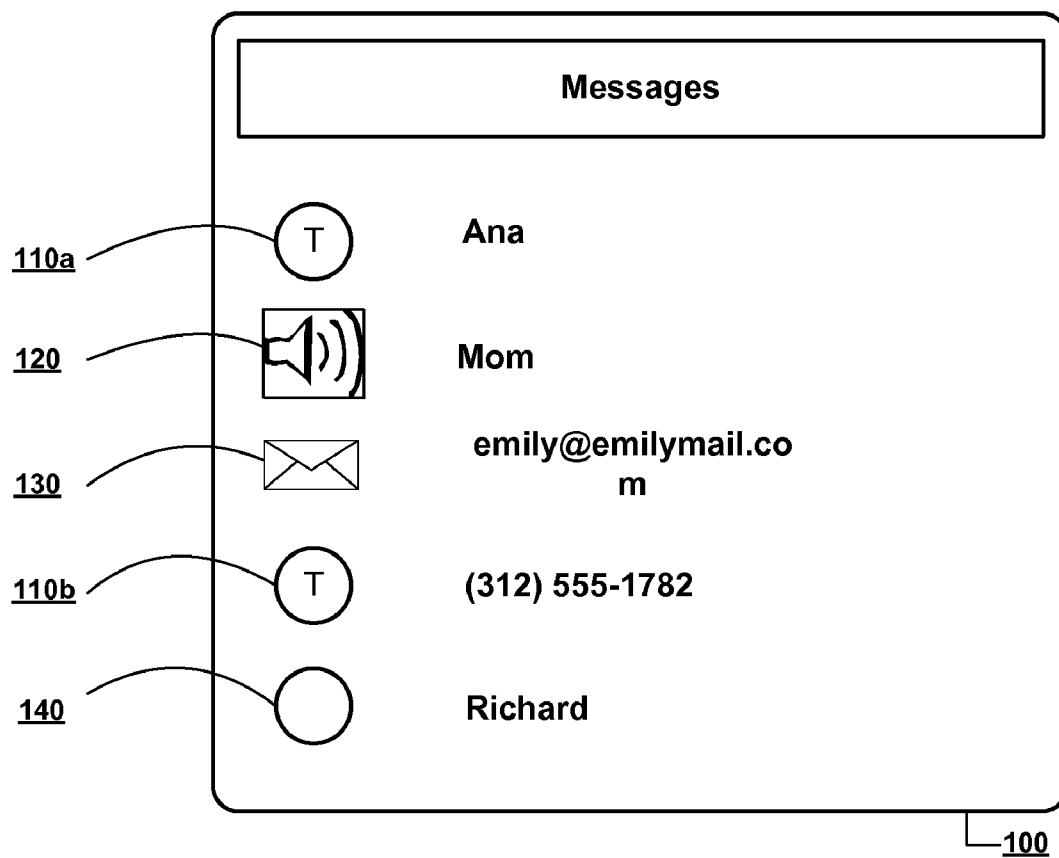 Messages
110a
T
Ana
120
Mom
130
emily@emilymail.co
m
110b
T
(312) 555-1782
140
Richard
100